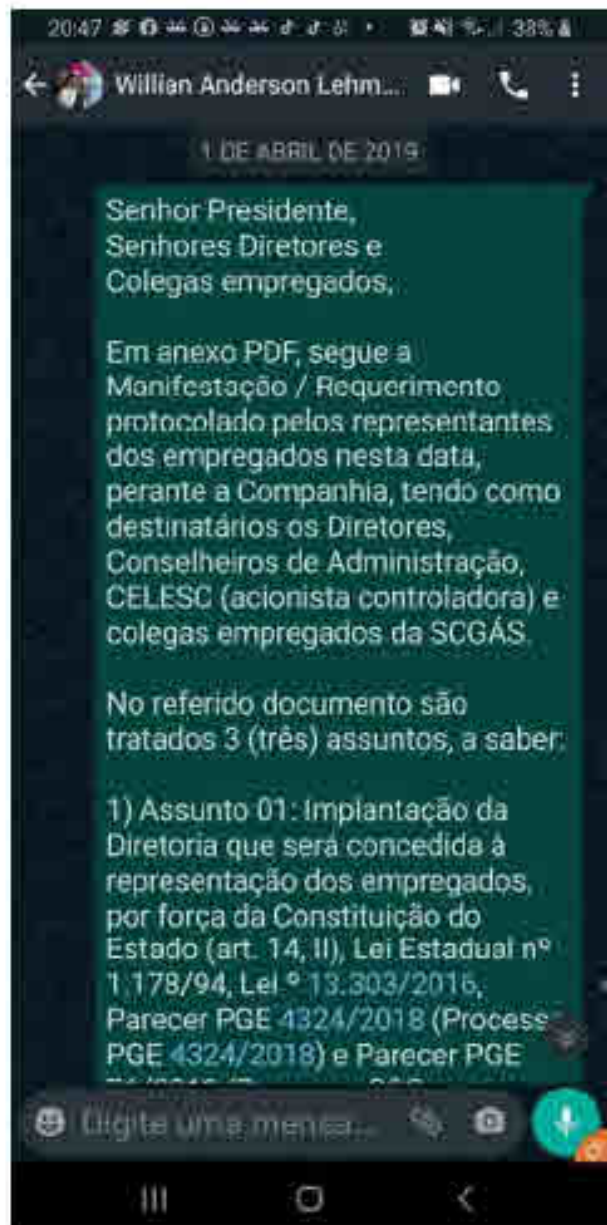 20:47
38%
Willian Anderson Lehm...
1 DE ABRIL DE 2019
Senhor Presidente,
Senhores Diretores e
Colegas empregados,
Em anexo PDF, segue a
Manifestação / Requerimento
protocolado pelos representantes
dos empregados nesta data,
perante a Companhia, tendo como
destinatários os Diretores,
Conselheiros de Administração,
CELESC (acionista controladora) e
colegas empregados da SCGÁS.
No referido documento são
tratados 3 (três) assuntos, a saber:
1) Assunto 01: Implantação da
Diretoria que será concedida à
representação dos empregados,
por força da Constituição do
Estado (art. 14, II), Lei Estadual nº
1.178/94, Lei º 13.303/2016,
Parecer PGE 4324/2018 (Process
PGE 4324/2018) e Parecer PGE
Digite uma mensa...